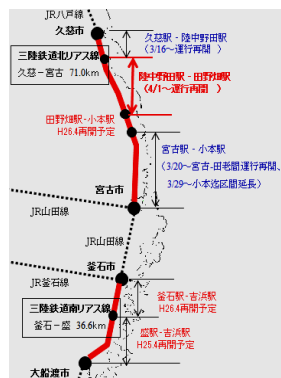 JR八戸線
久慈市
久慈駅-陸中野田駅
(3/16~運行再開 )
三陸鉄道北リアス線
久慈-宮古 71.0km
陸中野田駅-田野畑駅
(4/1~運行再開 )
田野畑駅-小本駅
H26.4再開予定
宮古駅-小本駅
(3/20~宮古-田老間運行再開、
3/29~小本迄区間延長)
宮古市
JR山田線
JR山田線
釜石市
JR釜石線
釜石駅-吉浜駅
H26.4再開予定
三陸鉄道南リアス線
釜石-盛 36.6km
盛駅-吉浜駅
H25.4再開予定
大船渡市